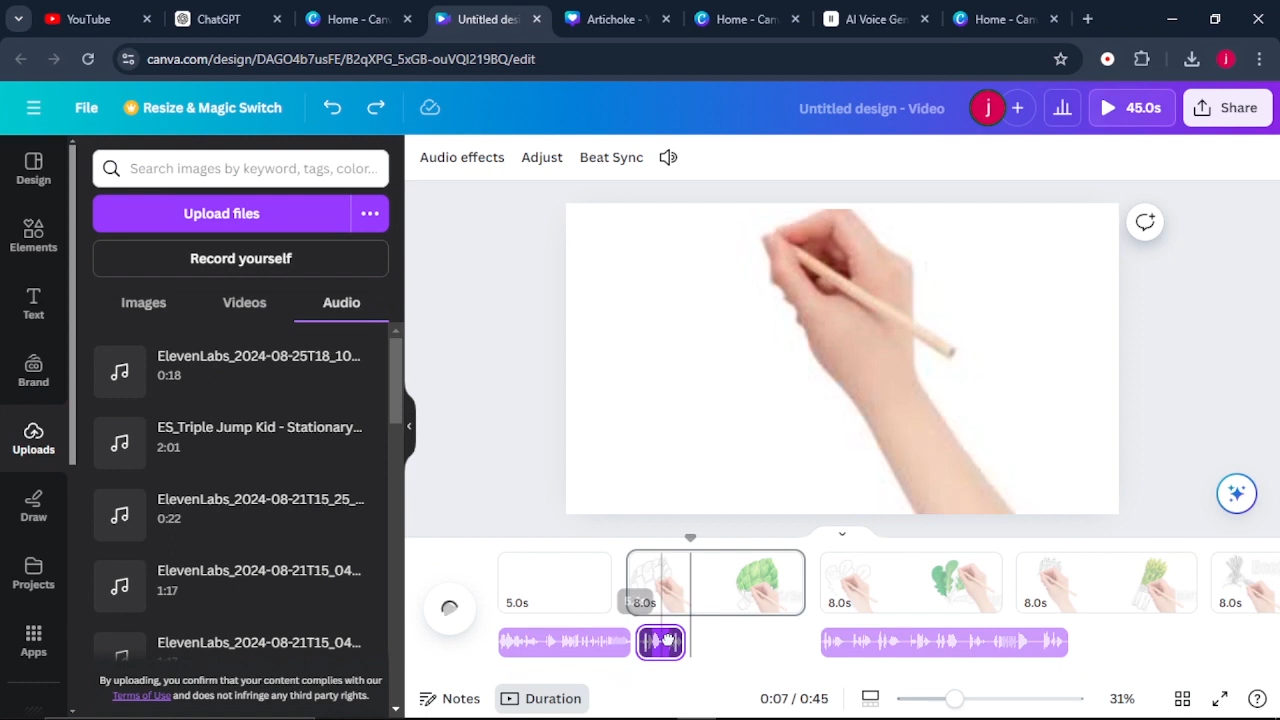 YouTube
ChatGPT
Home - Canv
Untitled desi
Artichoke - Y
Home - Canv
AI Voice Gen
Home - Canv
canva.com/design/DAGO4b7usFE/B2qXPG_5xGB-ouVQI219BQ/edit
j
File
Resize & Magic Switch
Untitled design - Video
j
45.0s
Share
Design
Elements
Text
Brand
Uploads
Draw
Projects
Apps
Search images by keyword, tags, color...
Upload files
Record yourself
Images
Videos
Audio
ElevenLabs_2024-08-25T18_10...
0:18
ES_Triple Jump Kid - Stationary...
2:01
ElevenLabs_2024-08-21T15_25_...
0:22
ElevenLabs_2024-08-21T15_04...
1:17
ElevenLabs_2024-08-21T15_04...
By uploading, you confirm that your content complies with our
Terms of Use and does not infringe any third party rights.
Audio effects
Adjust
Beat Sync
5.0s
8.0s
8.0s
8.0s
8.0s
Notes
Duration
0:07 / 0:45
31%